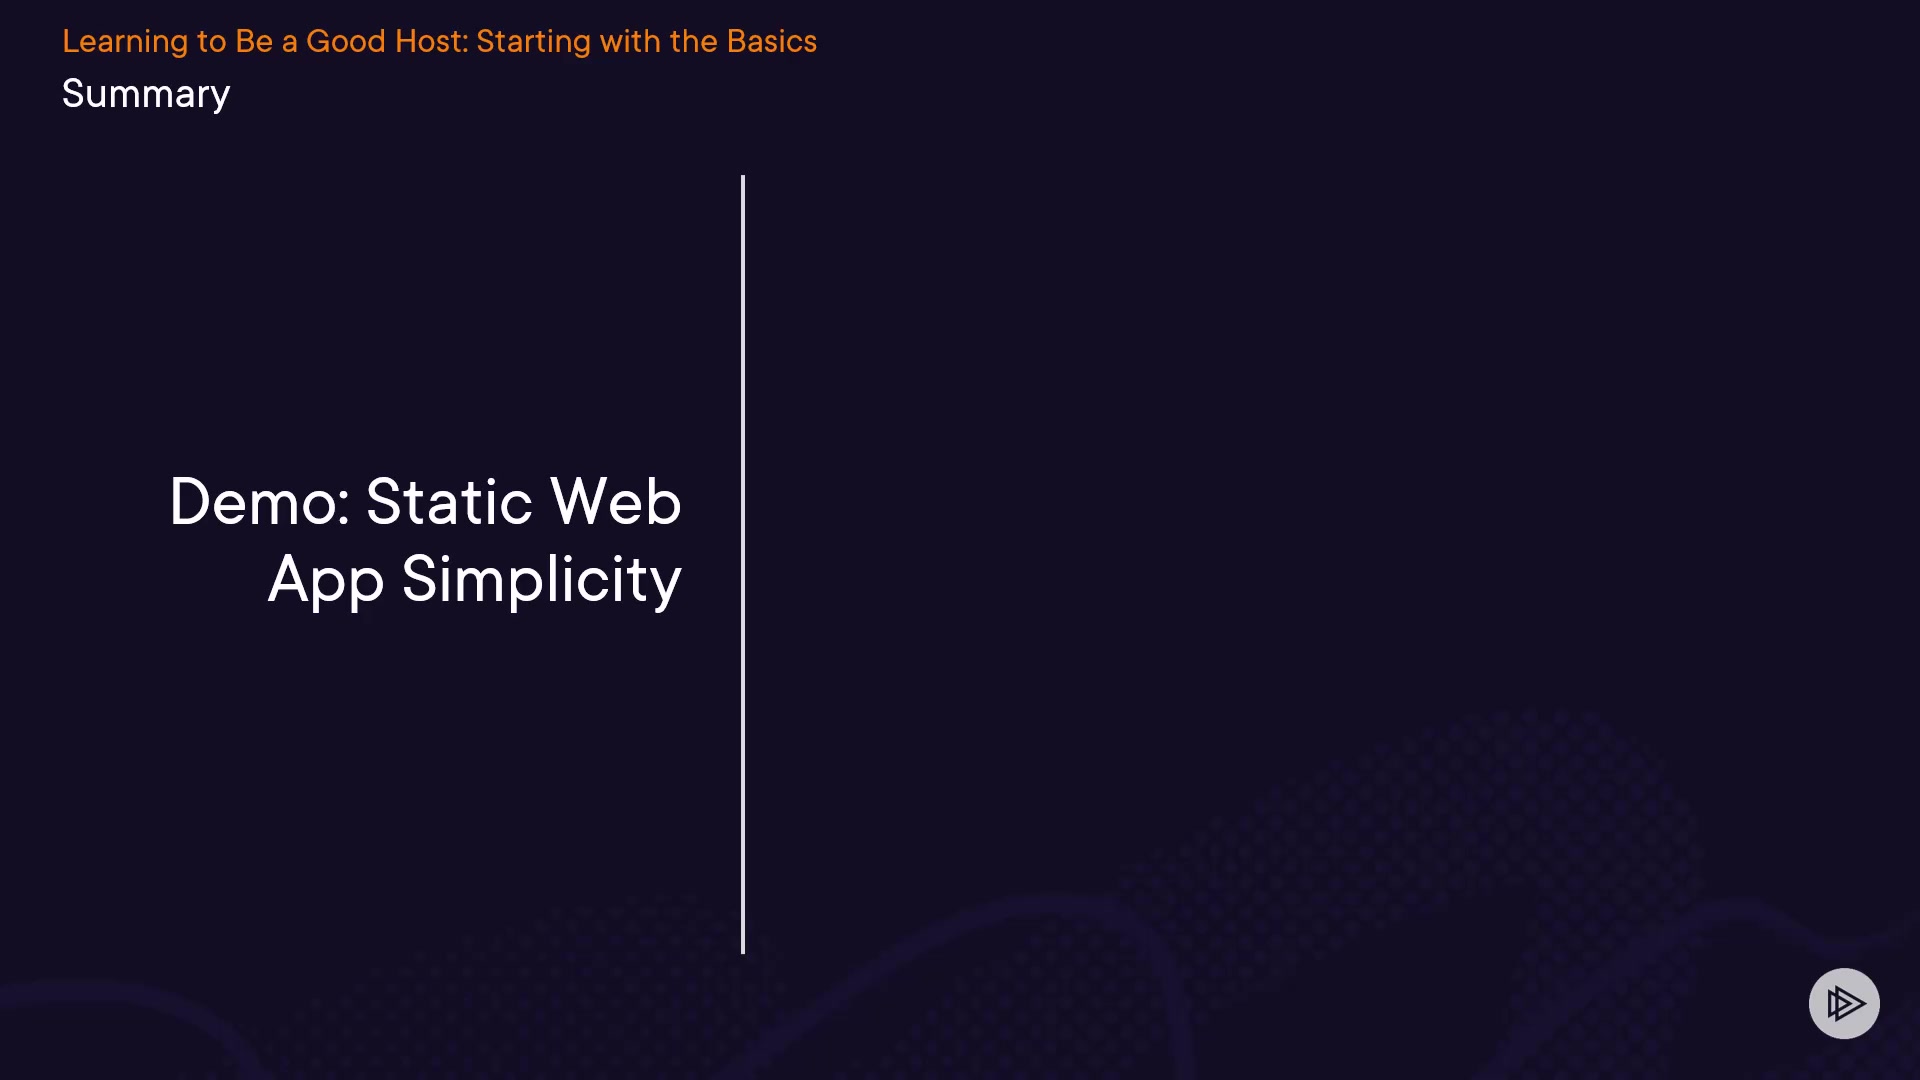 Learning to Be a Good Host: Starting with the Basics
Summary
Demo: Static Web
App Simplicity